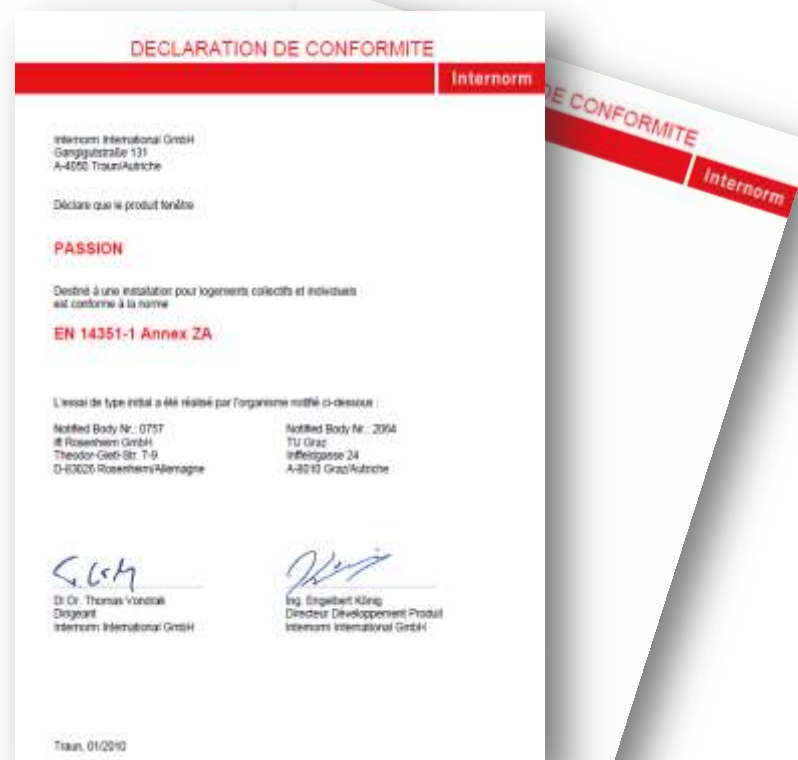 DECLARATION DE CONFORMITE
Internorm
Internorm International GmbH
Ganglgutstraße 131
A-4050 Traun/Autriche
Déclare que le produit fenêtre
PASSION
Destiné à une installation pour logements collectifs et individuels
est conforme à la norme
EN 14351-1 Annex ZA
L'essai de type initial a été réalisé par l'organisme notifié ci-dessous :
Notified Body Nr.: 0757
ift Rosenheim GmbH
Theodor-Gietl-Str. 7-9
D-83026 Rosenheim/Allemagne
Notified Body Nr.: 2064
TU Graz
Inffeldgasse 24
A-8010 Graz/Autriche
DI Dr. Thomas Vondrak
Dirigeant
Internorm International GmbH
Ing. Engelbert König
Directeur Développement Produit
Internorm International GmbH
Traun, 01/2010
DE CONFORMITE
Internorm